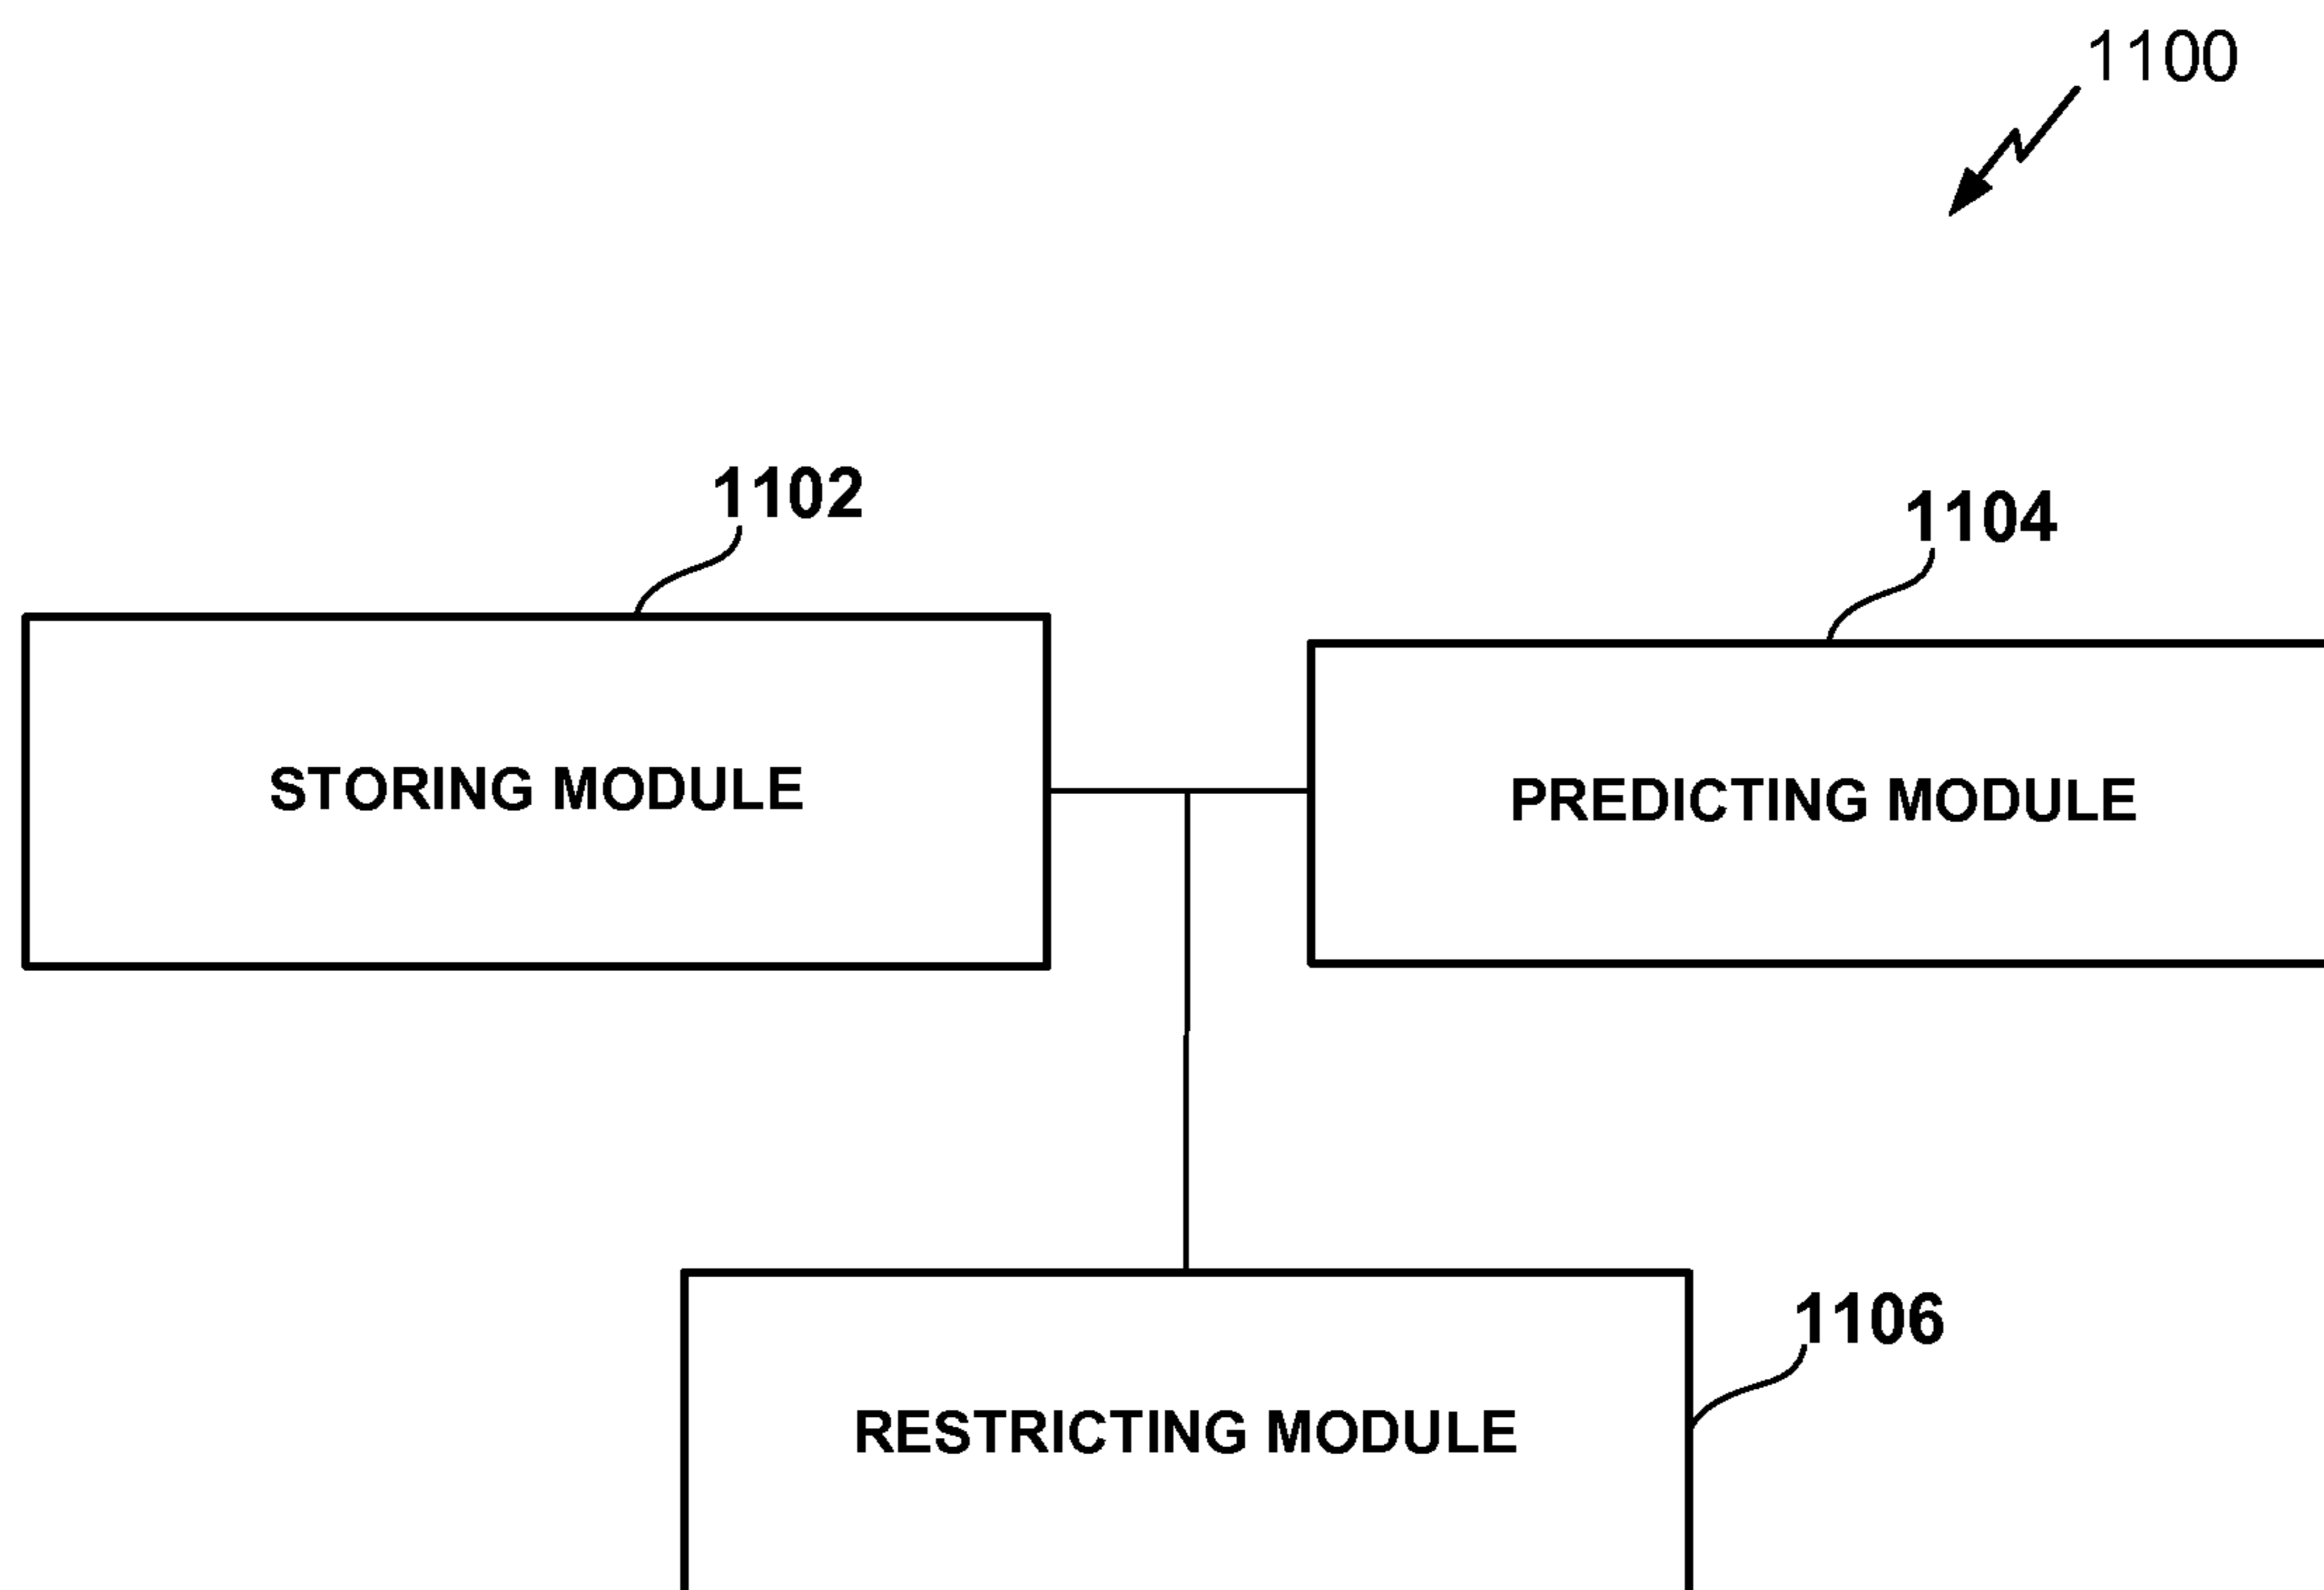 1100
1102
1104
STORING MODULE
PREDICTING MODULE
1106
RESTRICTING MODULE